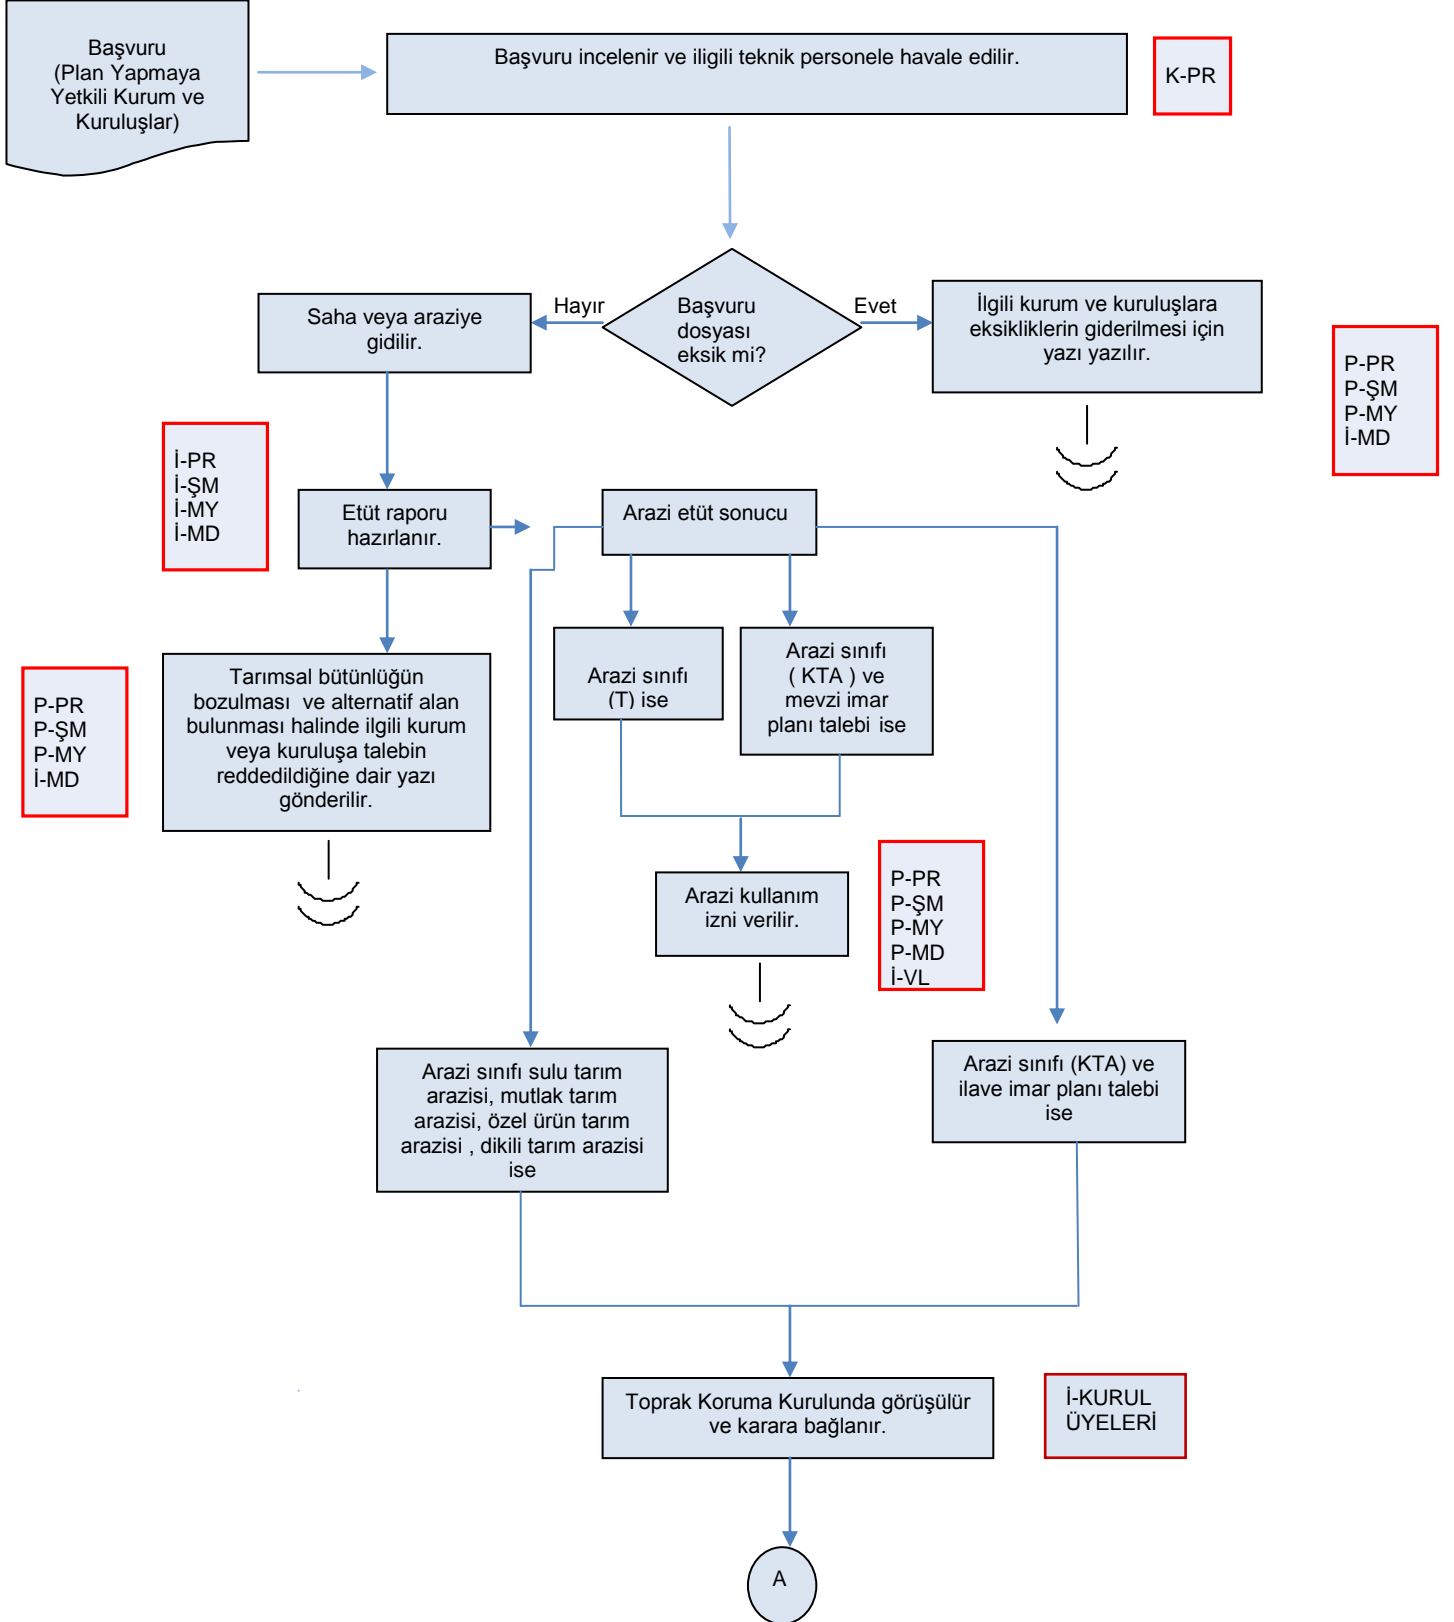 Başvuru
(Plan Yapmaya
Yetkili Kurum ve
Kuruluşlar)
Başvuru incelenir ve iligili teknik personele havale edilir.
K-PR
Hayır
Başvuru
dosyası
eksik mi?
Evet
Saha veya araziye
gidilir.
İlgili kurum ve kuruluşlara
eksikliklerin giderilmesi için
yazı yazılır.
P-PR
P-ŞM
P-MY
İ-MD
İ-PR
İ-ŞM
İ-MY
İ-MD
Etüt raporu
hazırlanır.
Arazi etüt sonucu
Arazi sınıfı
(T) ise
Arazi sınıfı
( KTA ) ve
mevzi imar
planı talebi ise
P-PR
P-ŞM
P-MY
İ-MD
Tarımsal bütünlüğün
bozulması ve alternatif alan
bulunması halinde ilgili kurum
veya kuruluşa talebin
reddedildiğine dair yazı
gönderilir.
Arazi kullanım
izni verilir.
P-PR
P-ŞM
P-MY
P-MD
İ-VL
Arazi sınıfı sulu tarım
arazisi, mutlak tarım
arazisi, özel ürün tarım
arazisi , dikili tarım arazisi
ise
Arazi sınıfı (KTA) ve
ilave imar planı talebi
ise
Toprak Koruma Kurulunda görüşülür
ve karara bağlanır.
İ-KURUL
ÜYELERİ
A